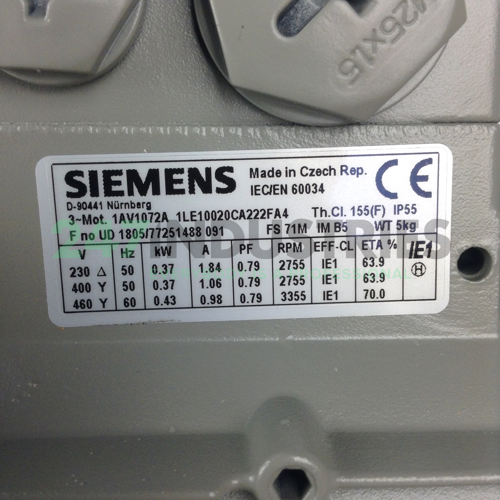 M25x1.5
SIEMENS Made in Czech Rep. CE
D-90441 Nürnberg IEC/EN 60034
3-Mot. 1AV1072A 1LE10020CA222FA4 Th.Cl. 155(F) IP55
F no UD 1805/77251488 091 FS 71M IM B5 WT 5kg
V Hz kW A PF RPM EFF-CL ETA % IE1
230 Δ 50 0.37 1.84 0.79 2755 IE1 63.9 H
400 Y 50 0.37 1.06 0.79 2755 IE1 63.9
460 Y 60 0.43 0.98 0.79 3355 IE1 70.0
INDUSTRIES